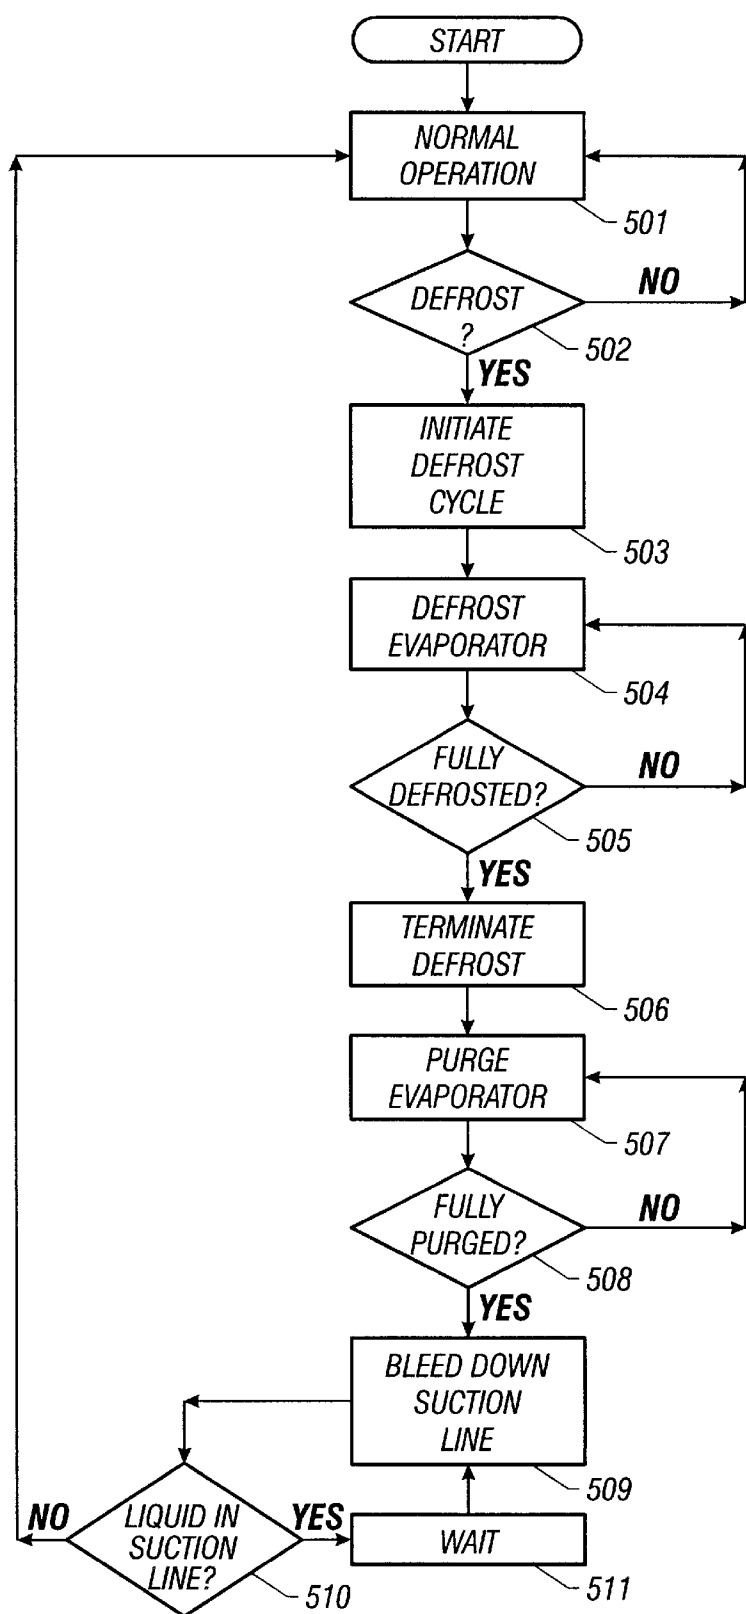 START
NORMAL
OPERATION
501
DEFROST
?
NO
502
YES
INITIATE
DEFROST
CYCLE
503
DEFROST
EVAPORATOR
504
FULLY
DEFROSTED?
NO
505
YES
TERMINATE
DEFROST
506
PURGE
EVAPORATOR
507
FULLY
PURGED?
NO
508
YES
BLEED DOWN
SUCTION
LINE
509
NO
LIQUID IN
SUCTION
LINE?
YES
510
WAIT
511